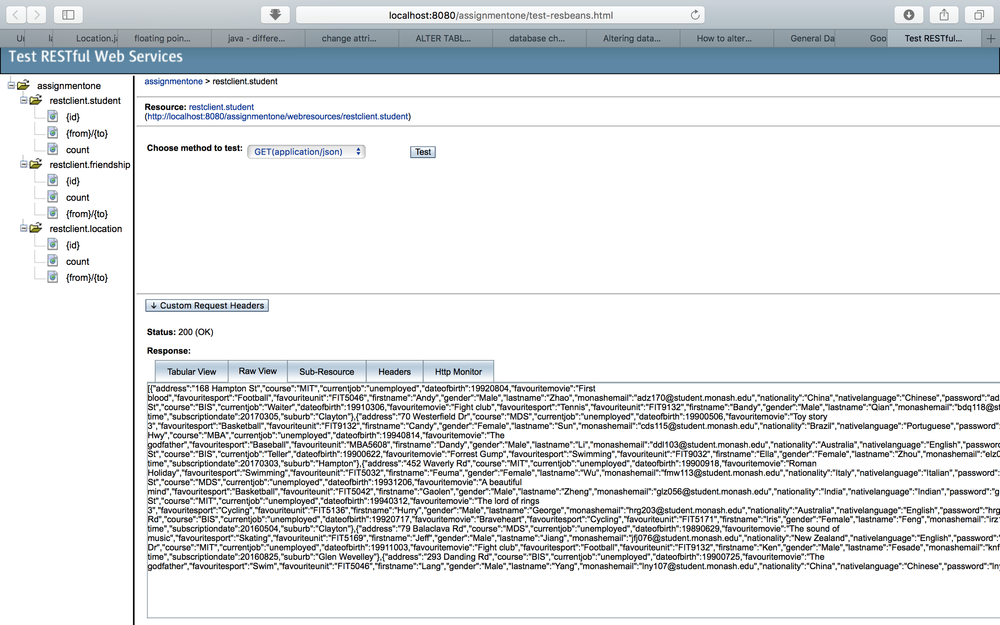 localhost:8080/assignmentone/test-resbeans.html
Location.ja floating poin... java - differe... change attri... ALTER TABL... database ch... Altering data... How to alter... General Da Goo Test RESTful...
Test RESTful Web Services
assignmentone
restclient.student
{id}
{from}/{to}
count
restclient.friendship
{id}
count
{from}/{to}
restclient.location
{id}
count
{from}/{to}
assignmentone > restclient.student
Resource: restclient.student
(http://localhost:8080/assignmentone/webresources/restclient.student)
Choose method to test: GET(application/json) Test
↓ Custom Request Headers
Status: 200 (OK)
Response:
Tabular View Raw View Sub-Resource Headers Http Monitor
[{"address":"168 Hampton St","course":"MIT","currentjob":"unemployed","dateofbirth":19920804,"favouritemovie":"First
blood","favouritesport":"Football","favouriteunit":"FIT5046","firstname":"Andy","gender":"Male","lastname":"Zhao","monashemail":"adz170@student.monash.edu","nationality":"China","nativelanguage":"Chinese","password":"ad
St","course":"BIS","currentjob":"Waiter","dateofbirth":19910306,"favouritemovie":"Fight club","favouritesport":"Tennis","favouriteunit":"FIT9132","firstname":"Bandy","gender":"Male","lastname":"Qian","monashemail":"bdq118@st
time","subscriptiondate":20170305,"suburb":"Clayton"},{"address":"70 Westerfield Dr","course":"MDS","currentjob":"unemployed","dateofbirth":19900506,"favouritemovie":"Toy story
3","favouritesport":"Basketball","favouriteunit":"FIT9132","firstname":"Candy","gender":"Female","lastname":"Sun","monashemail":"cds115@student.monash.edu","nationality":"Brazil","nativelanguage":"Portuguese","password":
Hwy","course":"MBA","currentjob":"unemployed","dateofbirth":19940814,"favouritemovie":"The
godfather","favouritesport":"Baseball","favouriteunit":"MBA5608","firstname":"Dandy","gender":"Male","lastname":"Li","monashemail":"ddl103@student.monash.edu","nationality":"Australia","nativelanguage":"English","passwor
St","course":"BIS","currentjob":"Teller","dateofbirth":19900622,"favouritemovie":"Forrest Gump","favouritesport":"Swimming","favouriteunit":"FIT9032","firstname":"Ella","gender":"Female","lastname":"Zhou","monashemail":"elz0
time","subscriptiondate":20170303,"suburb":"Hampton"},{"address":"452 Waverly Rd","course":"MIT","currentjob":"unemployed","dateofbirth":19900918,"favouritemovie":"Roman
Holiday","favouritesport":"Swimming","favouriteunit":"FIT5032","firstname":"Feuma","gender":"Female","lastname":"Wu","monashemail":"fmw113@student.monash.edu","nationality":"Italy","nativelanguage":"Italian","password":
St","course":"MDS","currentjob":"unemployed","dateofbirth":19931206,"favouritemovie":"A beautiful
mind","favouritesport":"Basketball","favouriteunit":"FIT5042","firstname":"Gaolen","gender":"Male","lastname":"Zheng","monashemail":"glz056@student.monash.edu","nationality":"India","nativelanguage":"Indian","password":"g
St","course":"MIT","currentjob":"unemployed","dateofbirth":19940312,"favouritemovie":"The lord of rings
3","favouritesport":"Cycling","favouriteunit":"FIT5136","firstname":"Hurry","gender":"Male","lastname":"George","monashemail":"hrg203@student.monash.edu","nationality":"Australia","nativelanguage":"English","password":"hrg
Rd","course":"BIS","currentjob":"unemployed","dateofbirth":19920717,"favouritemovie":"Braveheart","favouritesport":"Cycling","favouriteunit":"FIT5171","firstname":"Iris","gender":"Female","lastname":"Feng","monashemail":"irz
time","subscriptiondate":20160504,"suburb":"Clayton"},{"address":"79 Balaclava Rd","course":"MDS","currentjob":"unemployed","dateofbirth":19890629,"favouritemovie":"The sound of
music","favouritesport":"Skating","favouriteunit":"FIT5169","firstname":"Jeff","gender":"Male","lastname":"Jiang","monashemail":"jfj076@student.monash.edu","nationality":"New Zealand","nativelanguage":"English","password":"
Dr","course":"MIT","currentjob":"unemployed","dateofbirth":19911003,"favouritemovie":"Fight club","favouritesport":"Football","favouriteunit":"FIT9132","firstname":"Ken","gender":"Male","lastname":"Fesade","monashemail":"knf
time","subscriptiondate":20160825,"suburb":"Glen Wevelley"},{"address":"293 Danding Rd","course":"BIS","currentjob":"unemployed","dateofbirth":19900725,"favouritemovie":"The
godfather","favouritesport":"Swim","favouriteunit":"FIT5046","firstname":"Lang","gender":"Male","lastname":"Yang","monashemail":"lny107@student.monash.edu","nationality":"China","nativelanguage":"Chinese","password":"lny